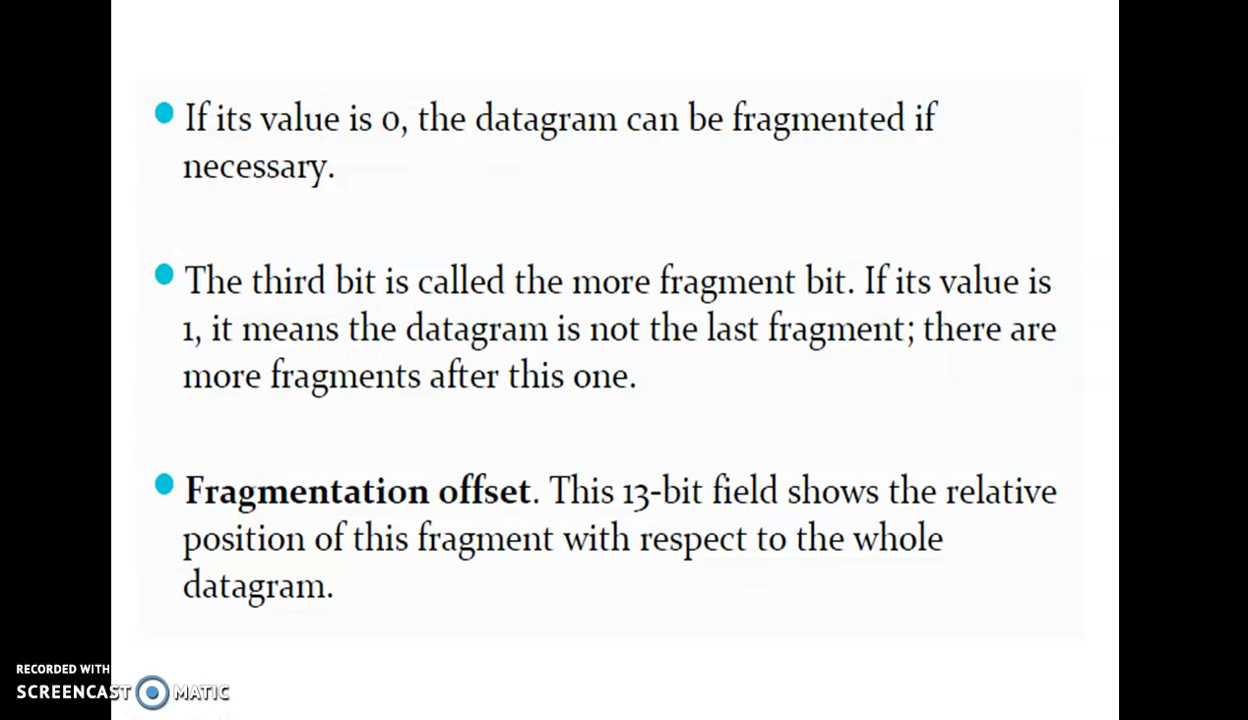 If its value is 0, the datagram can be fragmented if
necessary.
The third bit is called the more fragment bit. If its value is
1, it means the datagram is not the last fragment; there are
more fragments after this one.
Fragmentation offset. This 13-bit field shows the relative
position of this fragment with respect to the whole
datagram.
RECORDED WITH
SCREENCAST MATIC